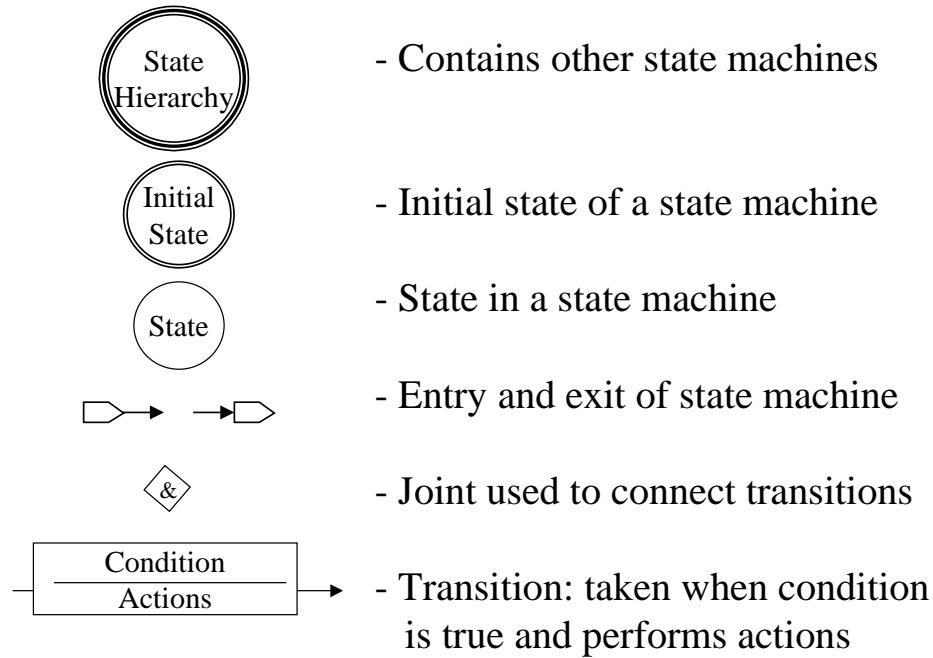 State
Hierarchy
- Contains other state machines
Initial
State
- Initial state of a state machine
State
- State in a state machine
- Entry and exit of state machine
&
- Joint used to connect transitions
Condition
Actions
- Transition: taken when condition
is true and performs actions